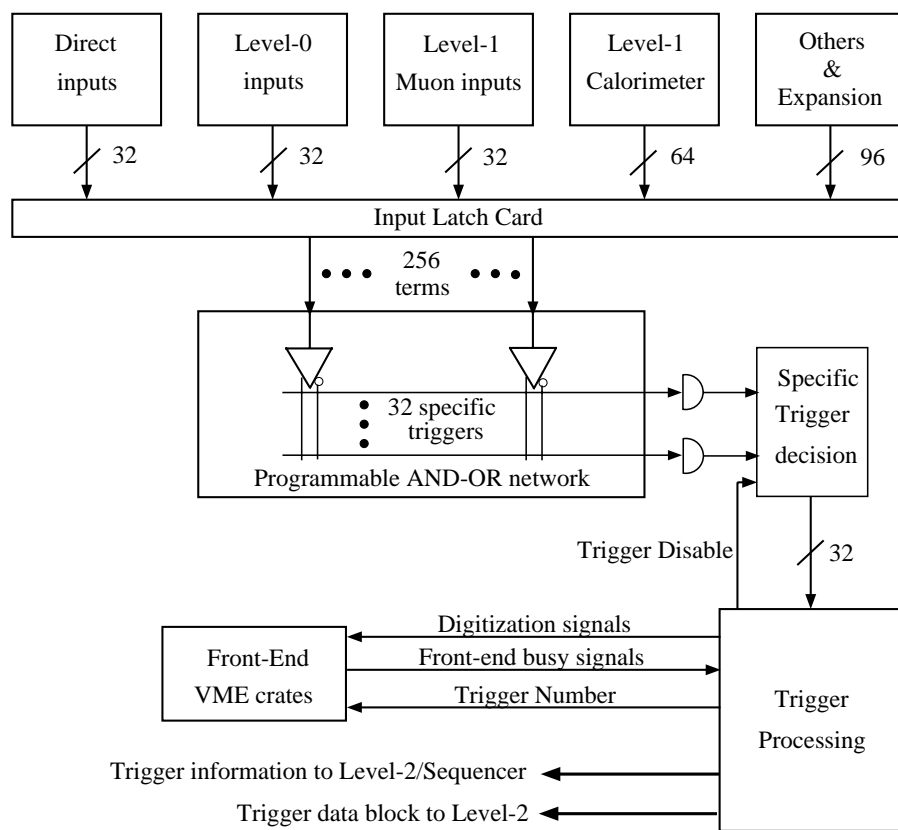 Direct
inputs
Level-0
inputs
Level-1
Muon inputs
Level-1
Calorimeter
Others
&
Expansion
32
32
32
64
96
Input Latch Card
256
terms
32 specific
triggers
Programmable AND-OR network
Specific
Trigger
decision
Trigger Disable
32
Digitization signals
Front-end busy signals
Trigger Number
Front-End
VME crates
Trigger
Processing
Trigger information to Level-2/Sequencer
Trigger data block to Level-2